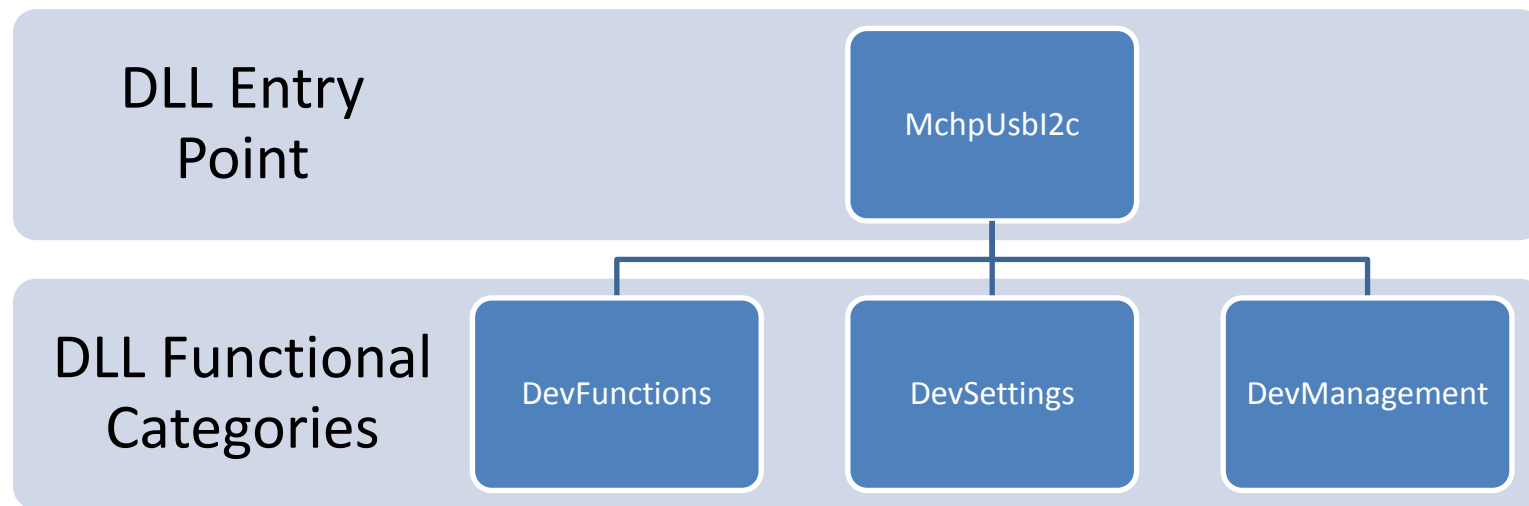 DLL Entry
Point
MchpUsbI2c
DLL Functional
Categories
DevFunctions
DevSettings
DevManagement